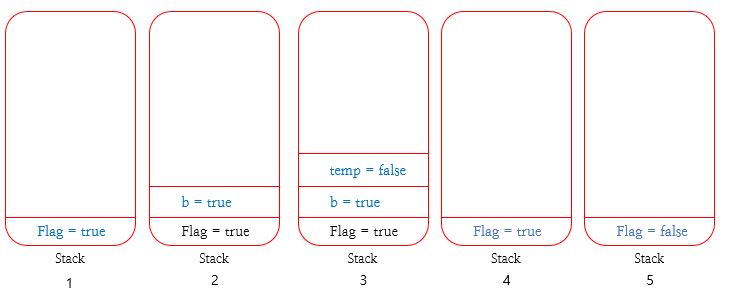 Flag = true
Stack
1
b = true
Flag = true
Stack
2
temp = false
b = true
Flag = true
Stack
3
Flag = true
Stack
4
Flag = false
Stack
5